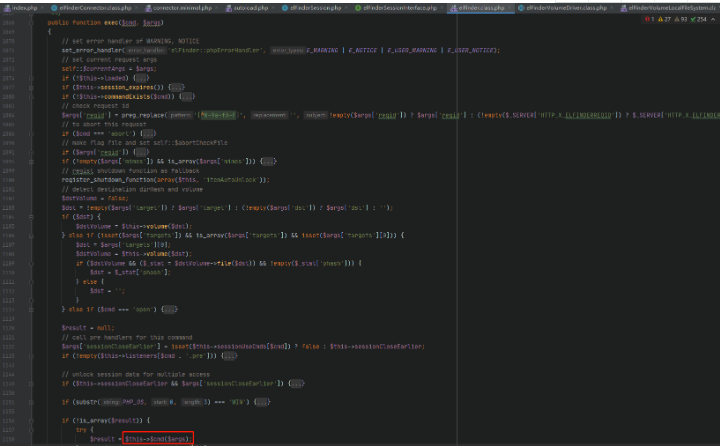 index.php elFinderConnector.class.php connector.minimal.php autoload.php elFinderSession.php elFinderSessionInterface.php elFinder.class.php elFinderVolumeDriver.class.php elFinderVolumeLocalFileSystem.cl
1 27 93 254
public function exec($cmd, $args)
{
// set error handler of WARNING, NOTICE
set_error_handler( error_handler: 'elFinder::phpErrorHandler', error_types: E_WARNING | E_NOTICE | E_USER_WARNING | E_USER_NOTICE);
// set current request args
self::$currentArgs = $args;
if (!$this->loaded) {...}
if ($this->session_expires()) {...}
if (!$this->commandExists($cmd)) {...}
// check request id
$args['reqid'] = preg_replace( pattern: replacement: '', subject: !empty($args['reqid']) ? $args['reqid'] : (!empty($_SERVER['HTTP_X_ELFINDERREQID']) ? $_SERVER['HTTP_X_ELFINDE
// to abort this request
if ($cmd === 'abort') {...}
// make flag file and set self::$abortCheckFile
if ($args['reqid']) {...}
if (!empty($args['mimes']) && is_array($args['mimes'])) {...}
// regist shutdown function as fallback
register_shutdown_function(array($this, 'itemAutoUnlock'));
// detect destination dirHash and volume
$dstVolume = false;
$dst = !empty($args['target']) ? $args['target'] : (!empty($args['dst']) ? $args['dst'] : '');
if ($dst) {
$dstVolume = $this->volume($dst);
} else if (isset($args['targets']) && is_array($args['targets']) && isset($args['targets'][0])) {
$dst = $args['targets'][0];
$dstVolume = $this->volume($dst);
if ($dstVolume && ($_stat = $dstVolume->file($dst)) && !empty($_stat['phash'])) {
$dst = $_stat['phash'];
} else {
$dst = '';
}
} else if ($cmd === 'open') {...}
$result = null;
// call pre handlers for this command
$args['sessionCloseEarlier'] = isset($this->sessionUseCmds[$cmd]) ? false : $this->sessionCloseEarlier;
if (!empty($this->listeners[$cmd . '.pre'])) {...}
// unlock session data for multiple access
if ($this->sessionCloseEarlier && $args['sessionCloseEarlier']) {...}
if (substr( string: PHP_OS, start: 0, length: 3) === 'WIN') {...}
if (!is_array($result)) {
try {
$result = $this->$cmd($args);